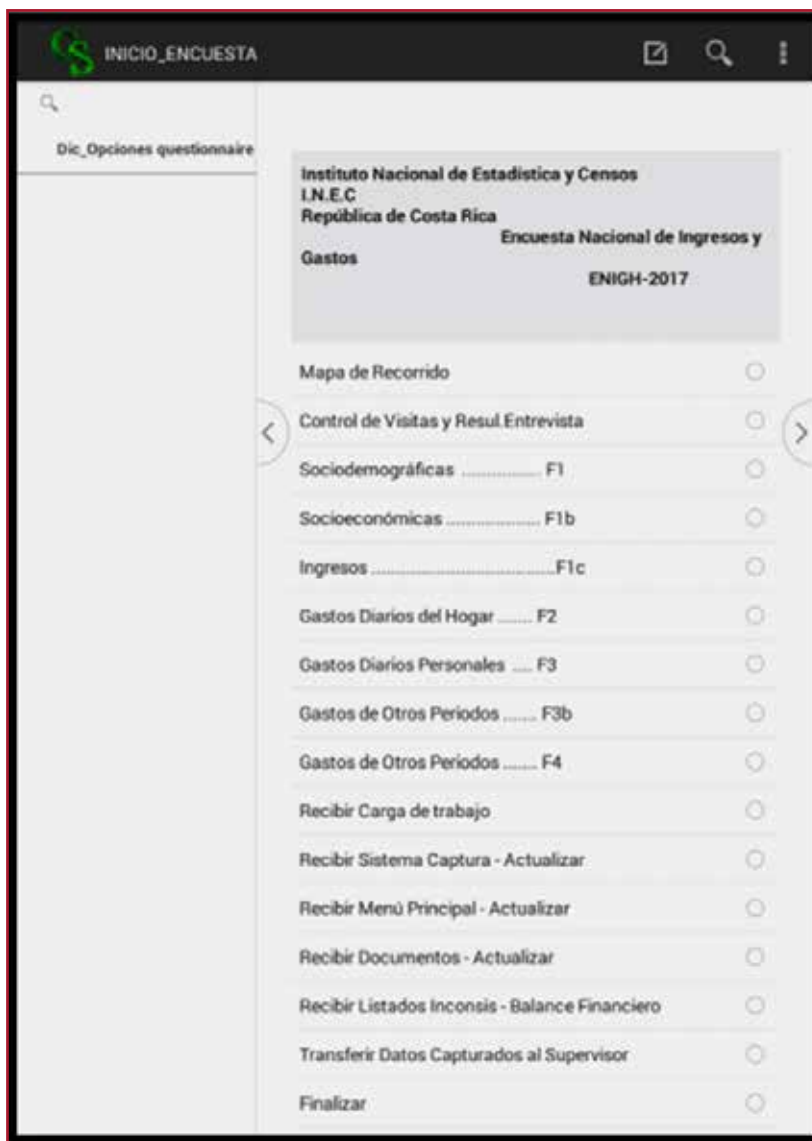 CS INICIO_ENCUESTA
Dic_Opciones questionnaire
Instituto Nacional de Estadística y Censos
I.N.E.C
República de Costa Rica
Encuesta Nacional de Ingresos y
Gastos
ENIGH-2017
Mapa de Recorrido
Control de Visitas y Resul.Entrevista
Sociodemográficas .................. F1
Socioeconómicas ..................... F1b
Ingresos ..........................................F1c
Gastos Diarios del Hogar ........ F2
Gastos Diarios Personales ..... F3
Gastos de Otros Periodos ........ F3b
Gastos de Otros Periodos ........ F4
Recibir Carga de trabajo
Recibir Sistema Captura - Actualizar
Recibir Menú Principal - Actualizar
Recibir Documentos - Actualizar
Recibir Listados Inconsis - Balance Financiero
Transferir Datos Capturados al Supervisor
Finalizar